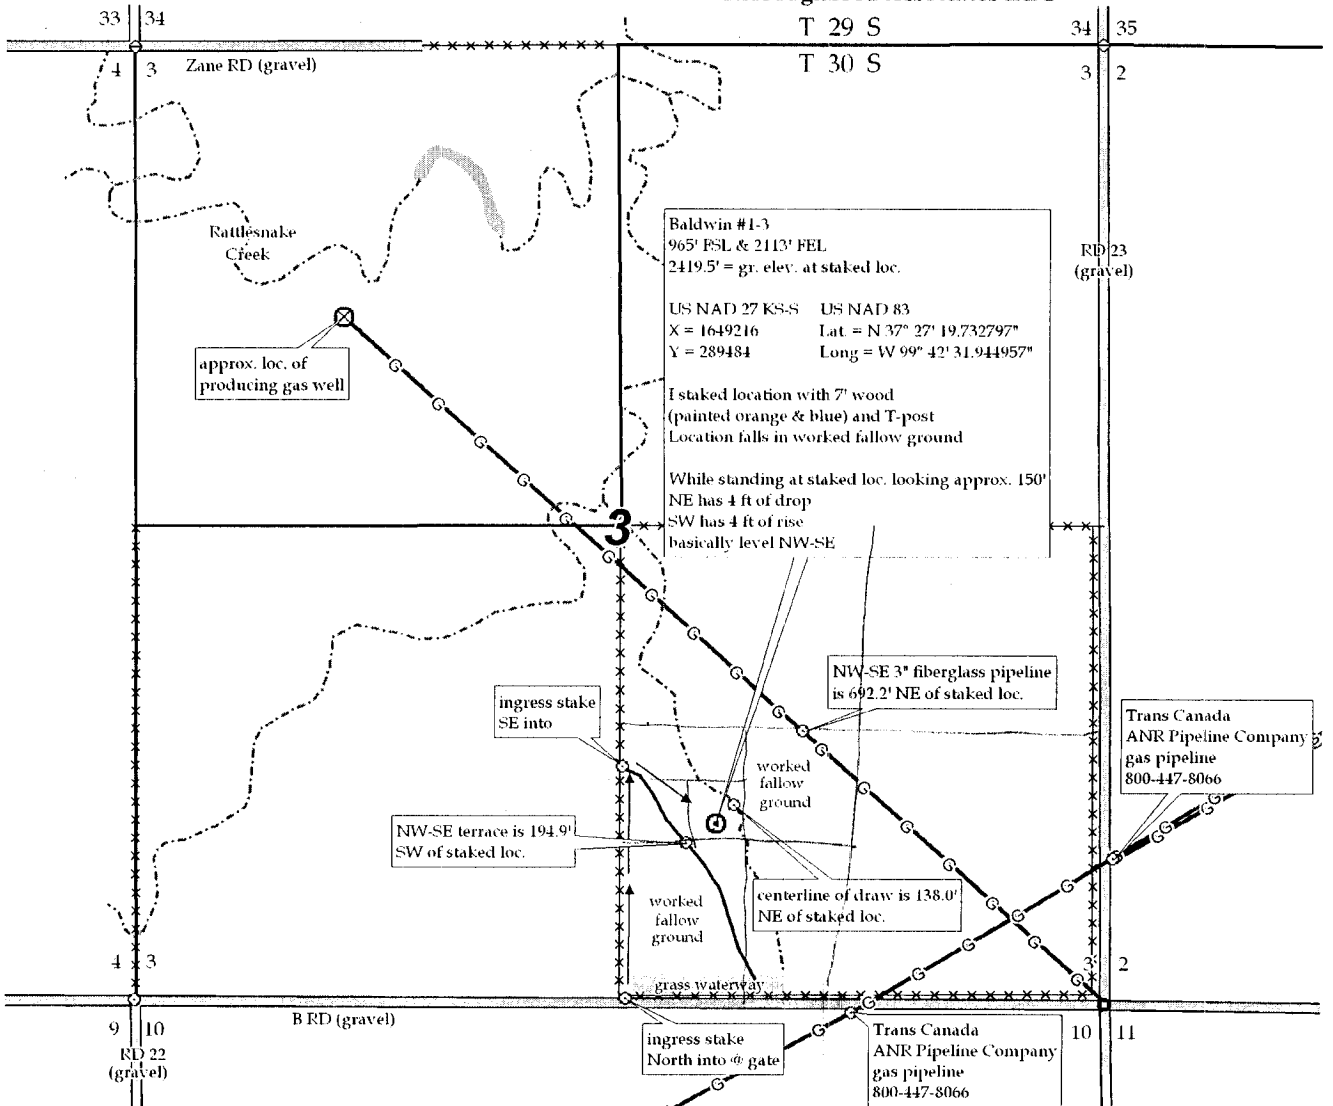 T 29 S
T 30 S
33 34
4 3
Zane RD (gravel)
34 35
3 2
Rattlesnake
Creek
RD 23
(gravel)
Baldwin #1-3
965' FSL & 2113' FEL
2419.5' = gr. elev. at staked loc.
US NAD 27 KS-S US NAD 83
X = 1649216 Lat. = N 37° 27' 19.732797"
Y = 289484 Long = W 99° 42' 31.944957"
I staked location with 7' wood
(painted orange & blue) and T-post
Location falls in worked fallow ground
While standing at staked loc. looking approx. 150'
NE has 4 ft of drop
SW has 4 ft of rise
basically level NW-SE
approx. loc. of
producing gas well
3
NW-SE 3" fiberglass pipeline
is 692.2' NE of staked loc.
ingress stake
SE into
Trans Canada
ANR Pipeline Company
gas pipeline
800-447-8066
worked
fallow
ground
NW-SE terrace is 194.9'
SW of staked loc.
centerline of draw is 138.0'
NE of staked loc.
worked
fallow
ground
4 3
3 2
grass waterway
B RD (gravel)
9 10
RD 22
(gravel)
ingress stake
North into @ gate
Trans Canada
ANR Pipeline Company
gas pipeline
800-447-8066
10 11